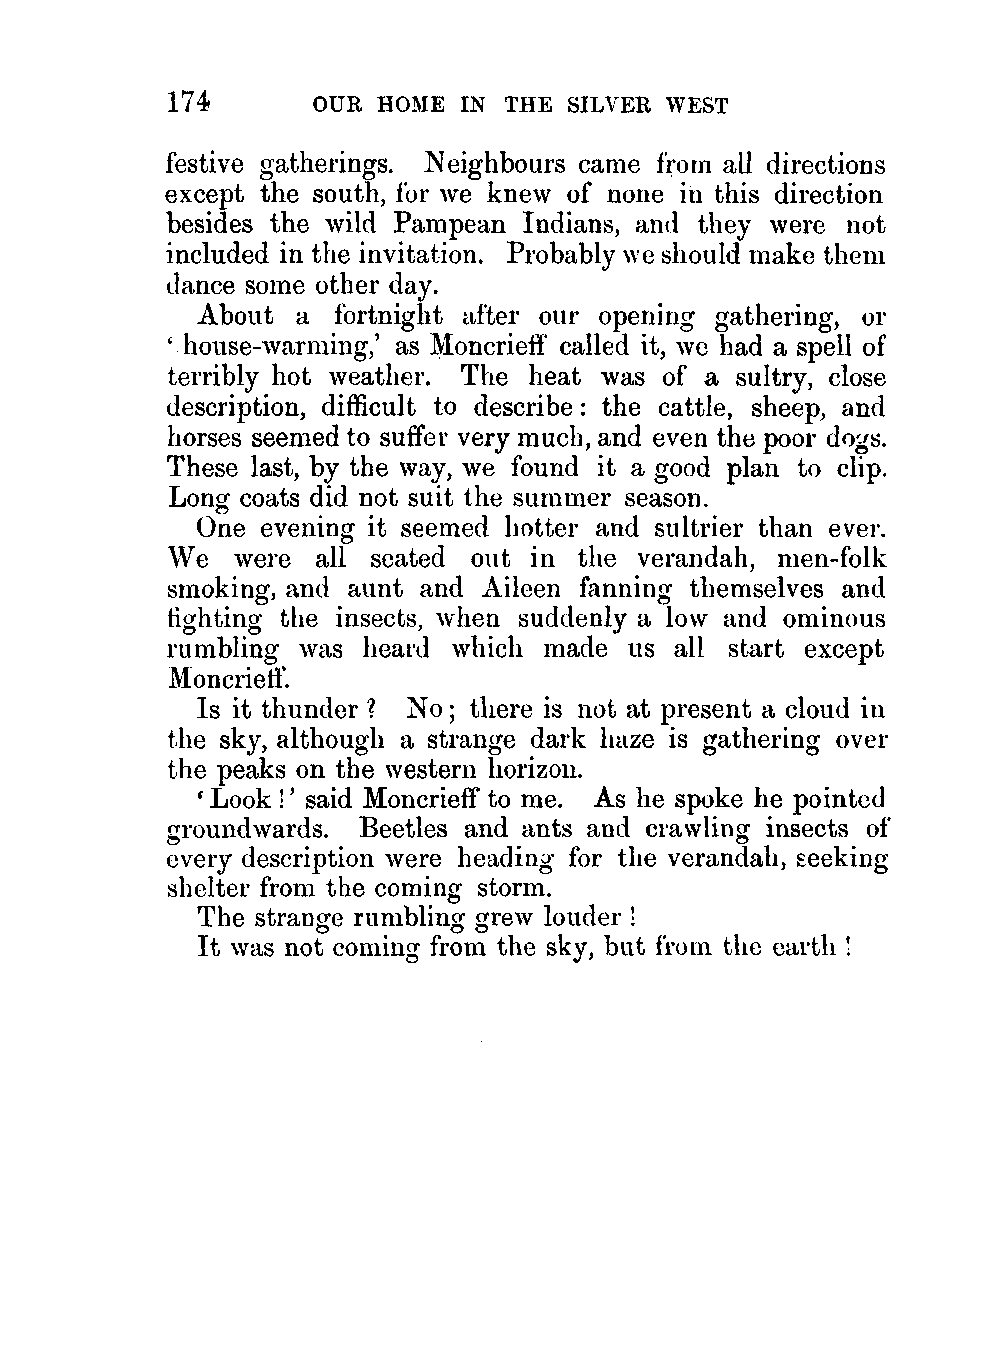 174 OUR HOME IN THE SILVER WEST
festive gatherings. Neighbours came from all directions
except the south, for we knew of none in this direction
besides the wild Pampean Indians, and they were not
included in the invitation. Probably we should make them
dance some other day.
About a fortnight after our opening gathering, or
‘ house-warming,’ as Moncrieff called it, we had a spell of
terribly hot weather. The heat was of a sultry, close
description, difficult to describe: the cattle, sheep, and
horses seemed to suffer very much, and even the poor dogs.
These last, by the way, we found it a good plan to clip.
Long coats did not suit the summer season.
One evening it seemed hotter and sultrier than ever.
We were all seated out in the verandah, men-folk
smoking, and aunt and Aileen fanning themselves and
fighting the insects, when suddenly a low and ominous
rumbling was heard which made us all start except
Moncrieff.
Is it thunder ? No; there is not at present a cloud in
the sky, although a strange dark haze is gathering over
the peaks on the western horizon.
‘ Look !’ said Moncrieff to me. As he spoke he pointed
groundwards. Beetles and ants and crawling insects of
every description were heading for the verandah, seeking
shelter from the coming storm.
The strange rumbling grew louder !
It was not coming from the sky, but from the earth !